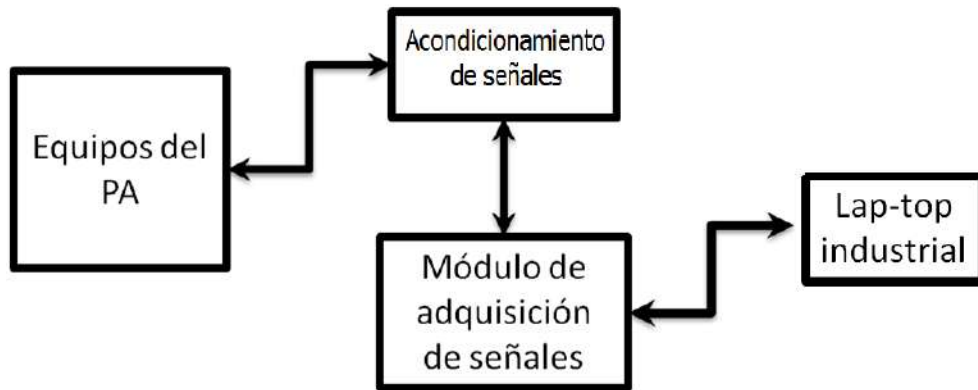 Equipos del
PA
Acondicionamiento
de señales
Módulo de
adquisición
de señales
Lap-top
industrial